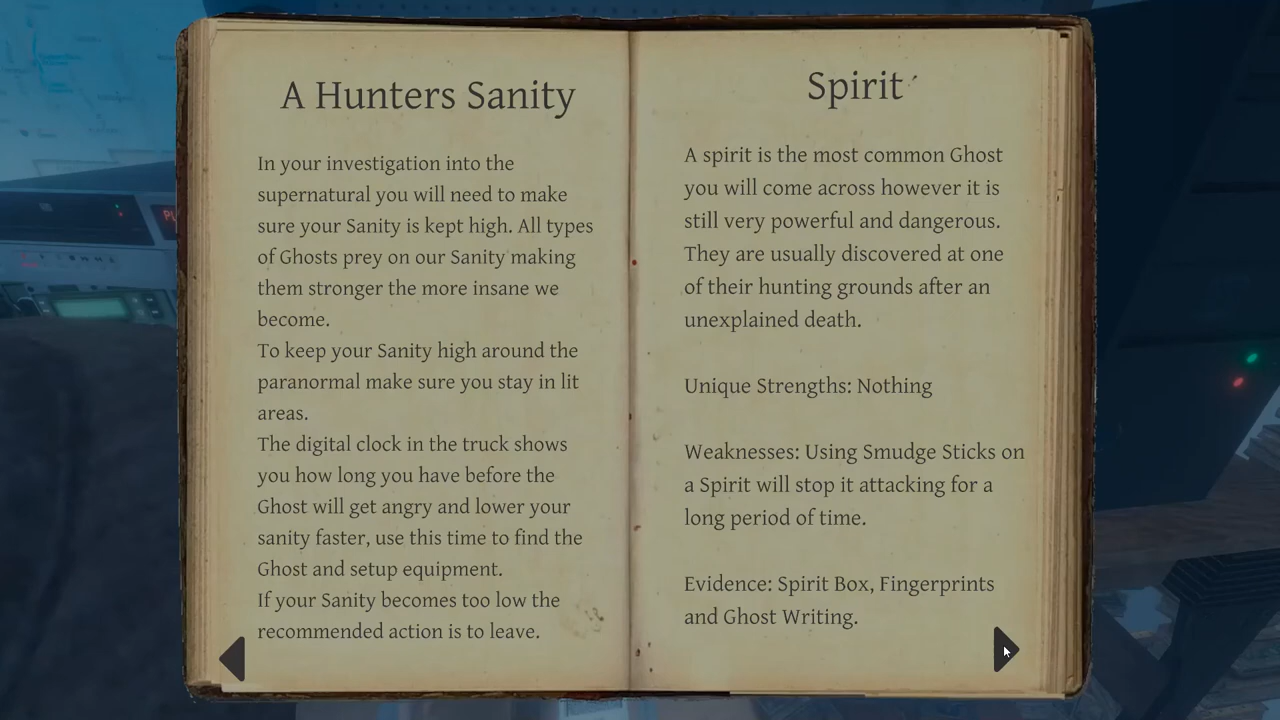 A Hunters Sanity
In your investigation into the
supernatural you will need to make
sure your Sanity is kept high. All types
of Ghosts prey on our Sanity making
them stronger the more insane we
become.
To keep your Sanity high around the
paranormal make sure you stay in lit
areas.
The digital clock in the truck shows
you how long you have before the
Ghost will get angry and lower your
sanity faster, use this time to find the
Ghost and setup equipment.
If your Sanity becomes too low the
recommended action is to leave.
Spirit
A spirit is the most common Ghost
you will come across however it is
still very powerful and dangerous.
They are usually discovered at one
of their hunting grounds after an
unexplained death.
Unique Strengths: Nothing
Weaknesses: Using Smudge Sticks on
a Spirit will stop it attacking for a
long period of time.
Evidence: Spirit Box, Fingerprints
and Ghost Writing.